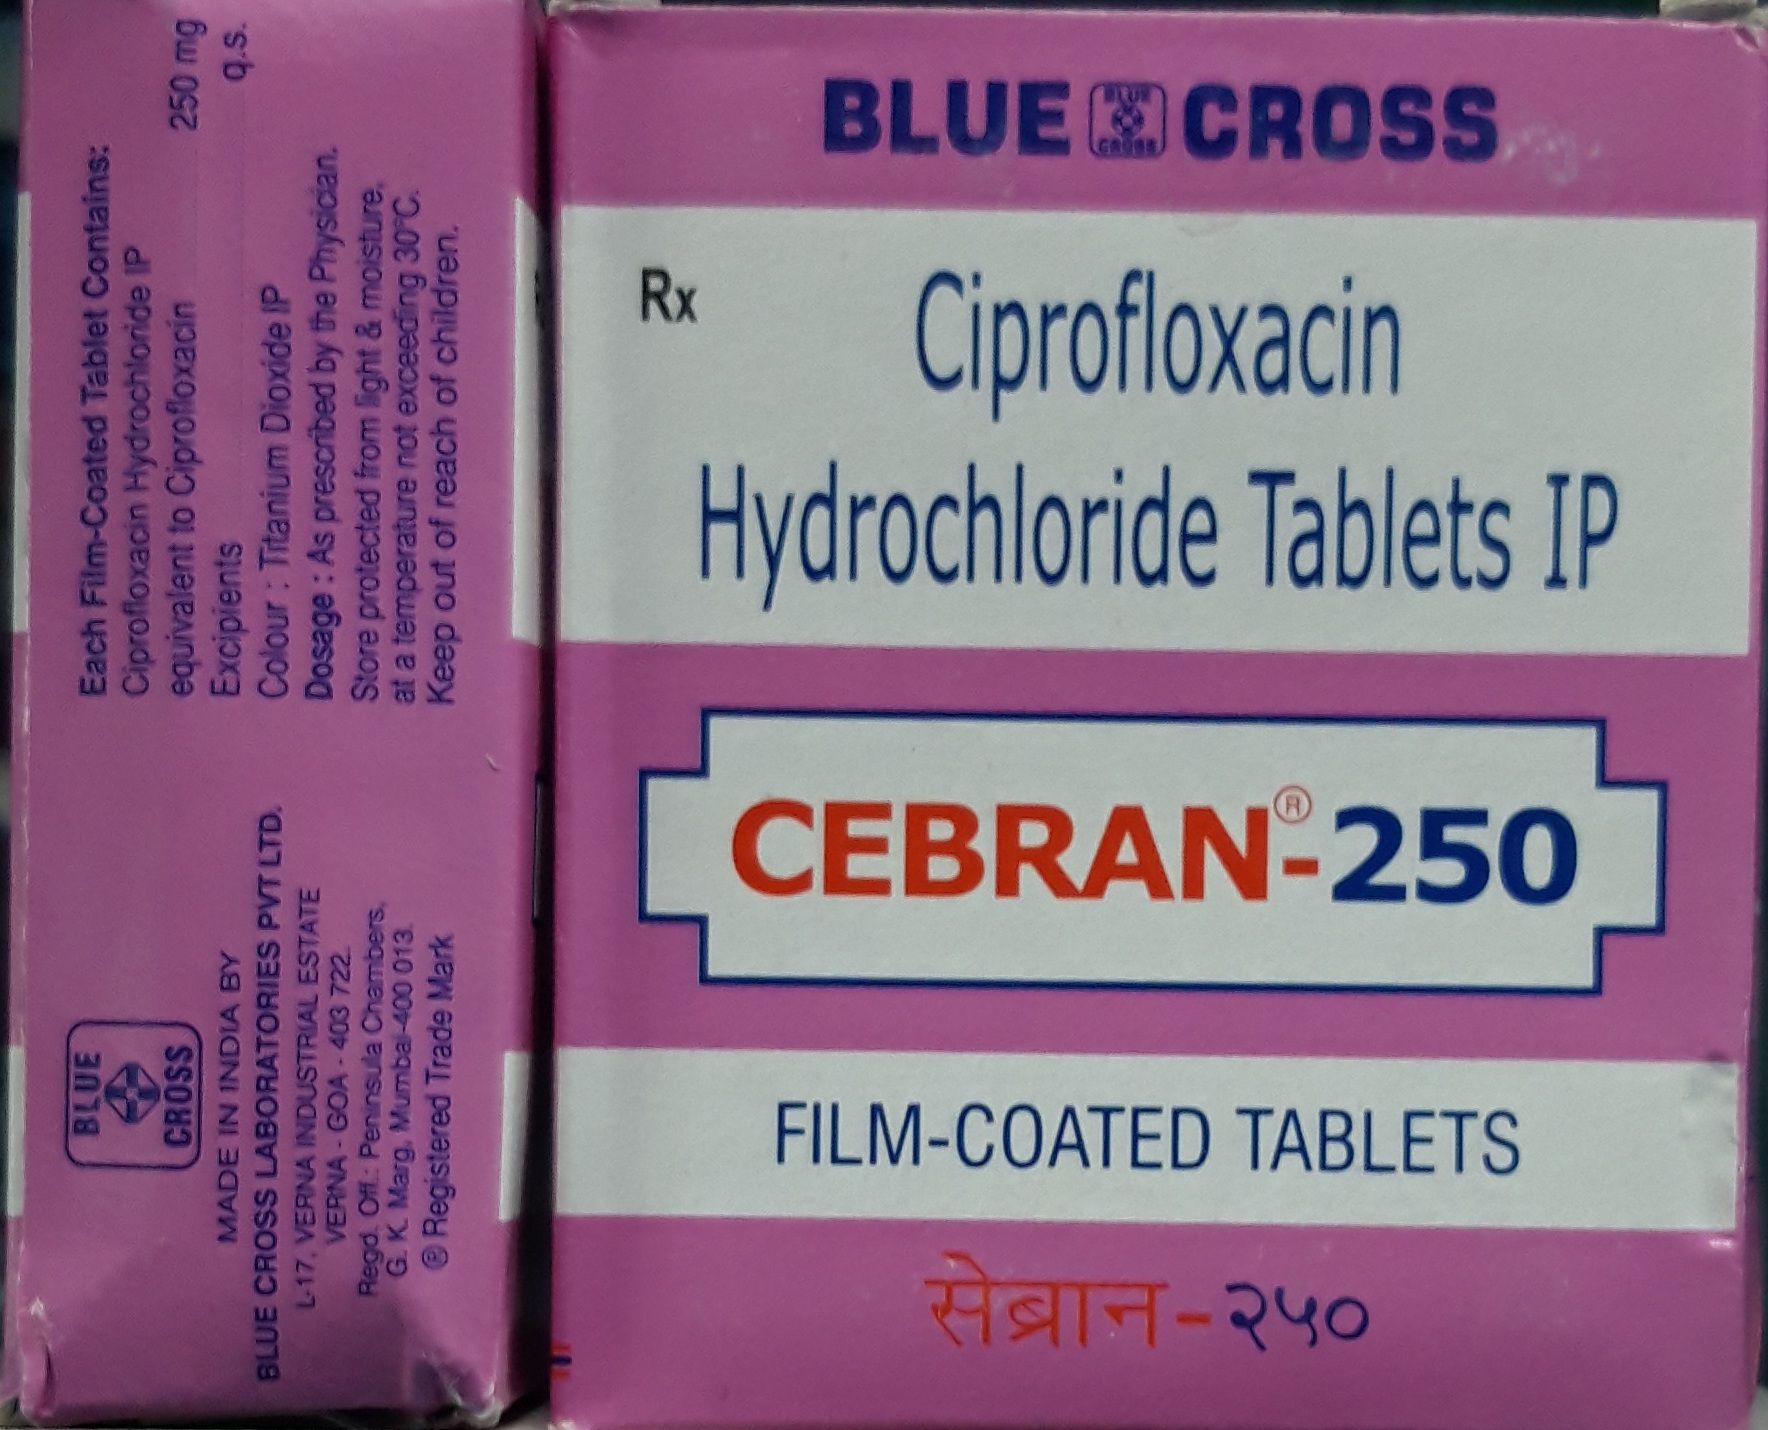 BLUE BLUE CROSS CROSS
Rx
Ciprofloxacin
Hydrochloride Tablets IP
CEBRAN®-250
FILM-COATED TABLETS
सेब्रान-२५०
Each Film-Coated Tablet Contains:
Ciprofloxacin Hydrochloride IP
equivalent to Ciprofloxacin 250 mg
Excipients q.s.
Colour : Titanium Dioxide IP
Dosage : As prescribed by the Physician.
Store protected from light & moisture,
at a temperature not exceeding 30°C.
Keep out of reach of children.
BLUE
CROSS
MADE IN INDIA BY
BLUE CROSS LABORATORIES PVT LTD.
L-17, VERNA INDUSTRIAL ESTATE
VERNA - GOA - 403 722.
Regd. Off.: Peninsula Chambers,
G. K. Marg, Mumbai-400 013.
® Registered Trade Mark